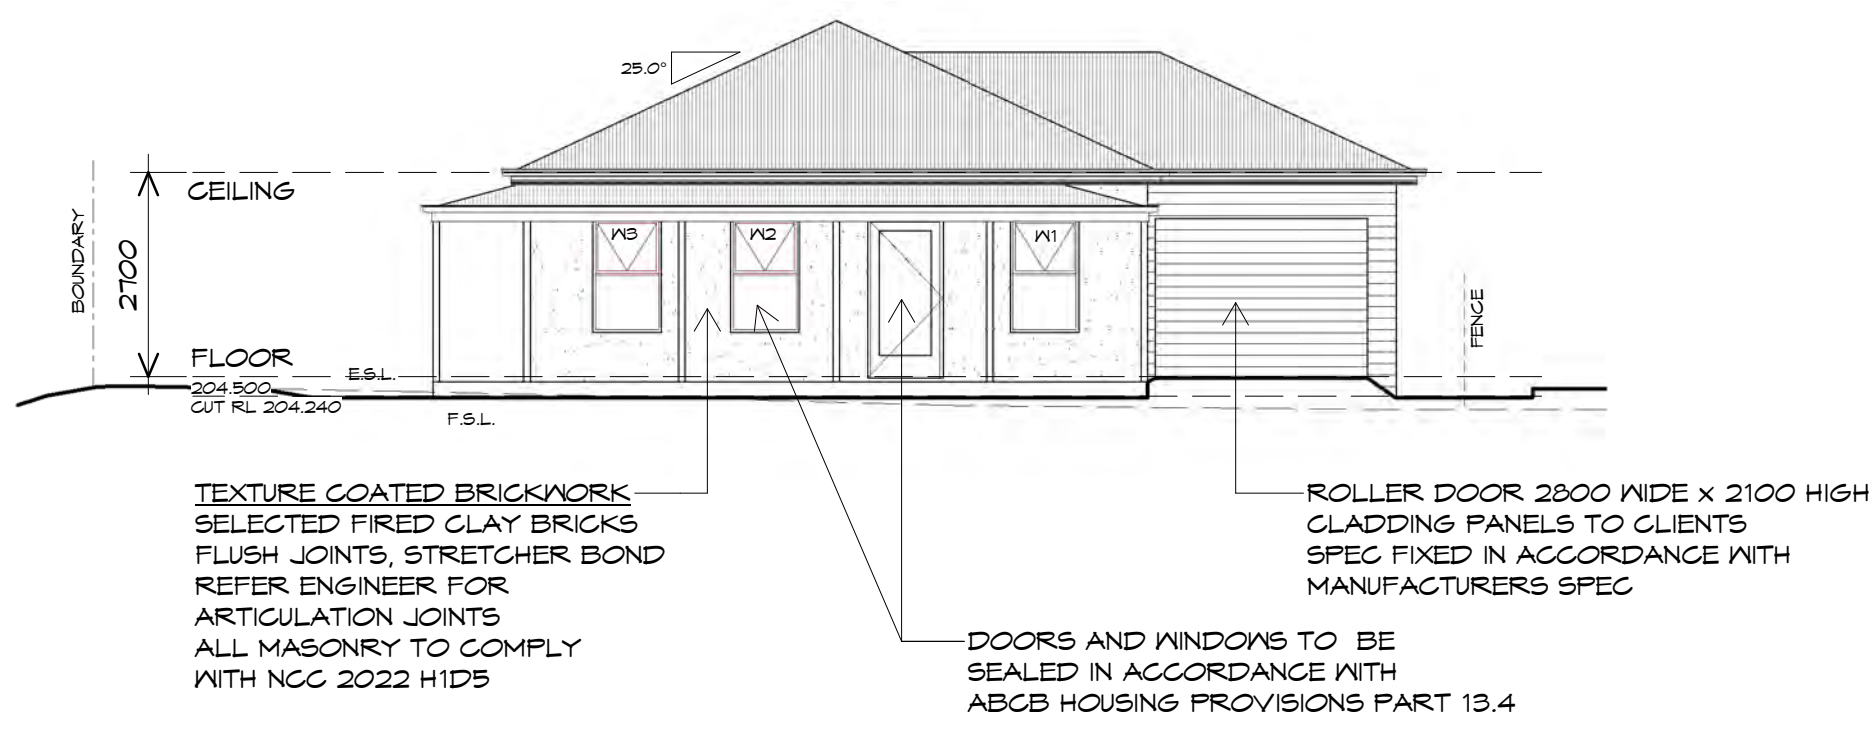 25.0°
CEILING
BOUNDARY
2700
W3
W2
W1
FENCE
FLOOR
204.500
CUT RL 204.240
E.S.L.
F.S.L.
TEXTURE COATED BRICKWORK
SELECTED FIRED CLAY BRICKS
FLUSH JOINTS, STRETCHER BOND
REFER ENGINEER FOR
ARTICULATION JOINTS
ALL MASONRY TO COMPLY
WITH NCC 2022 H1D5
DOORS AND WINDOWS TO BE
SEALED IN ACCORDANCE WITH
ABCB HOUSING PROVISIONS PART 13.4
ROLLER DOOR 2800 WIDE x 2100 HIGH
CLADDING PANELS TO CLIENTS
SPEC FIXED IN ACCORDANCE WITH
MANUFACTURERS SPEC